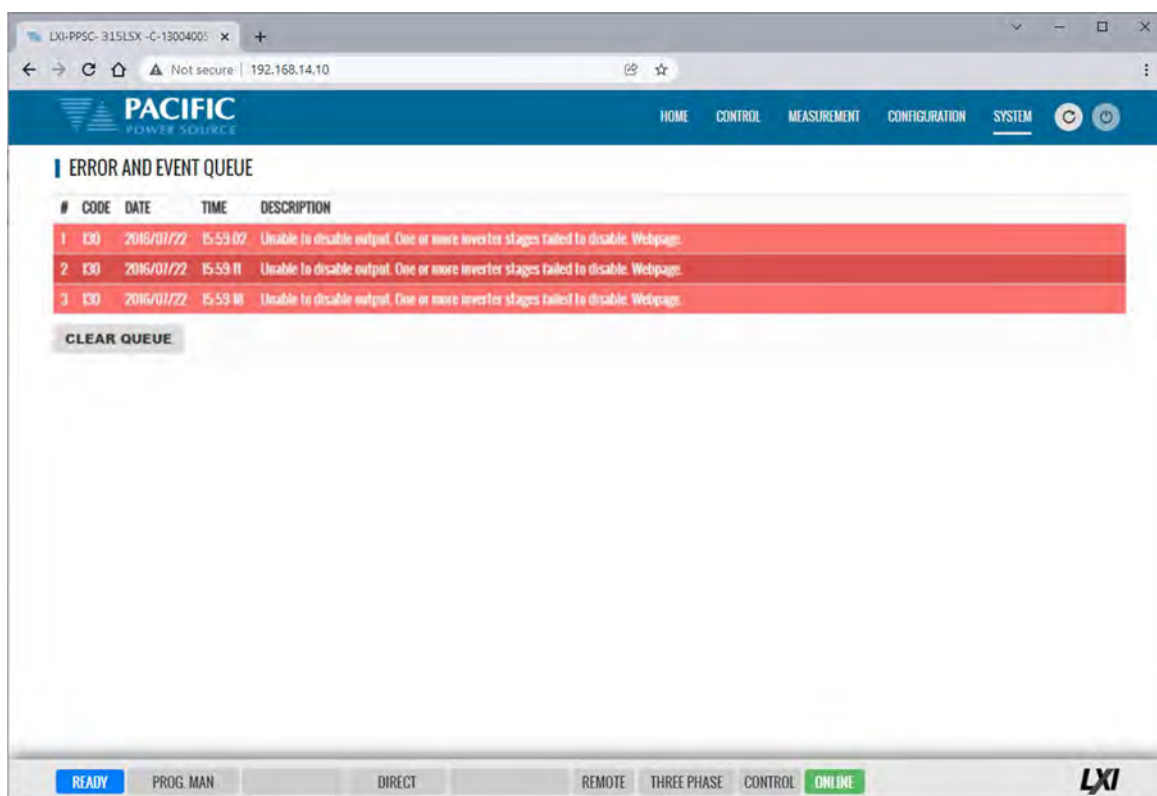 LXI-PPSC- 315LSX -C-13004005
Not secure | 192.168.14.10
PACIFIC
POWER SOURCE
HOME CONTROL MEASUREMENT CONFIGURATION SYSTEM
ERROR AND EVENT QUEUE
# CODE DATE TIME DESCRIPTION
1 130 2016/07/22 15:59:02 Unable to disable output. One or more inverter stages failed to disable. Webpage.
2 130 2016/07/22 15:59:11 Unable to disable output. One or more inverter stages failed to disable. Webpage.
3 130 2016/07/22 15:59:18 Unable to disable output. One or more inverter stages failed to disable. Webpage.
CLEAR QUEUE
READY PROG. MAN DIRECT REMOTE THREE PHASE CONTROL ONLINE LXI